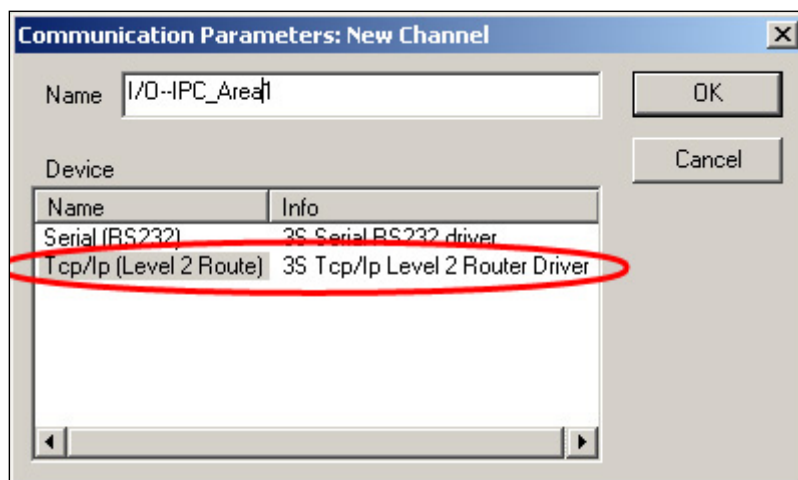 Communication Parameters: New Channel
Name I/O--IPC_Area1 OK
Device Cancel
Name Info
Serial (RS232) 3S Serial RS232 driver
Tcp/Ip (Level 2 Route) 3S Tcp/Ip Level 2 Router Driver